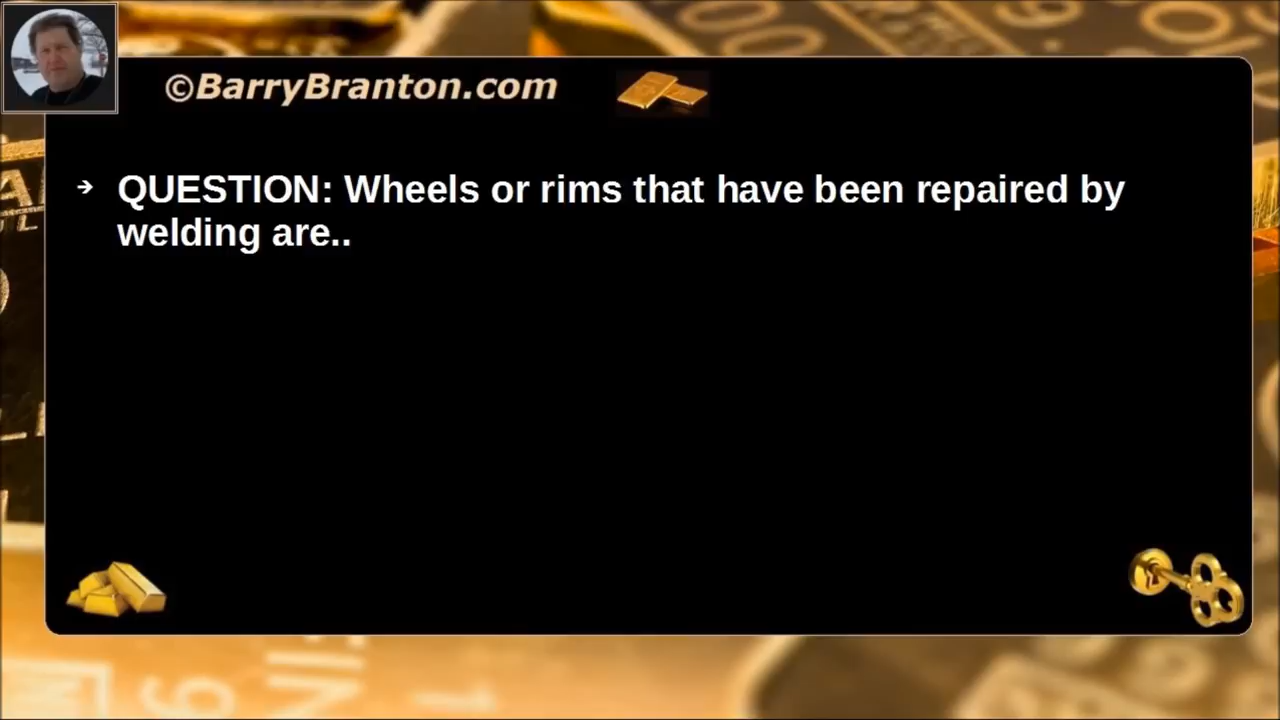 ©BarryBranton.com
➔ QUESTION: Wheels or rims that have been repaired by
welding are..